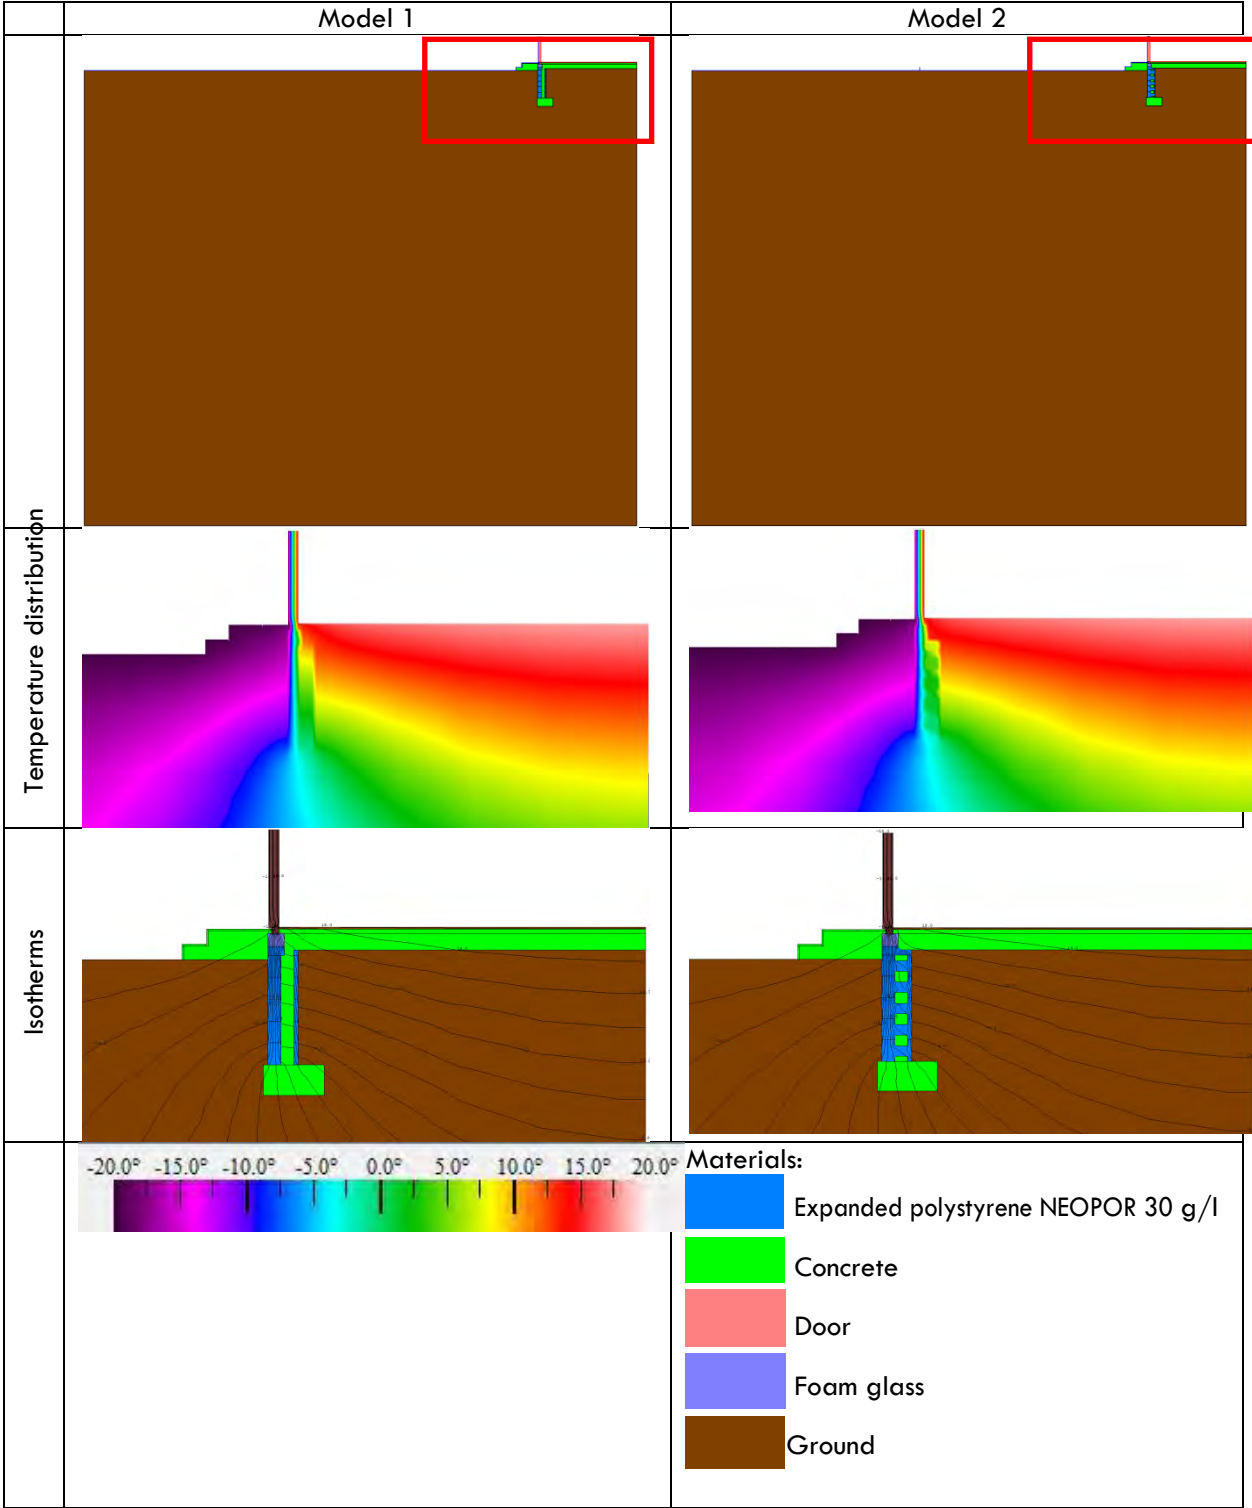 Model 1
Model 2
Temperature distribution
Isotherms
-20.0° -15.0° -10.0° -5.0° 0.0° 5.0° 10.0° 15.0° 20.0°
Materials:
Expanded polystyrene NEOPOR 30 g/l
Concrete
Door
Foam glass
Ground